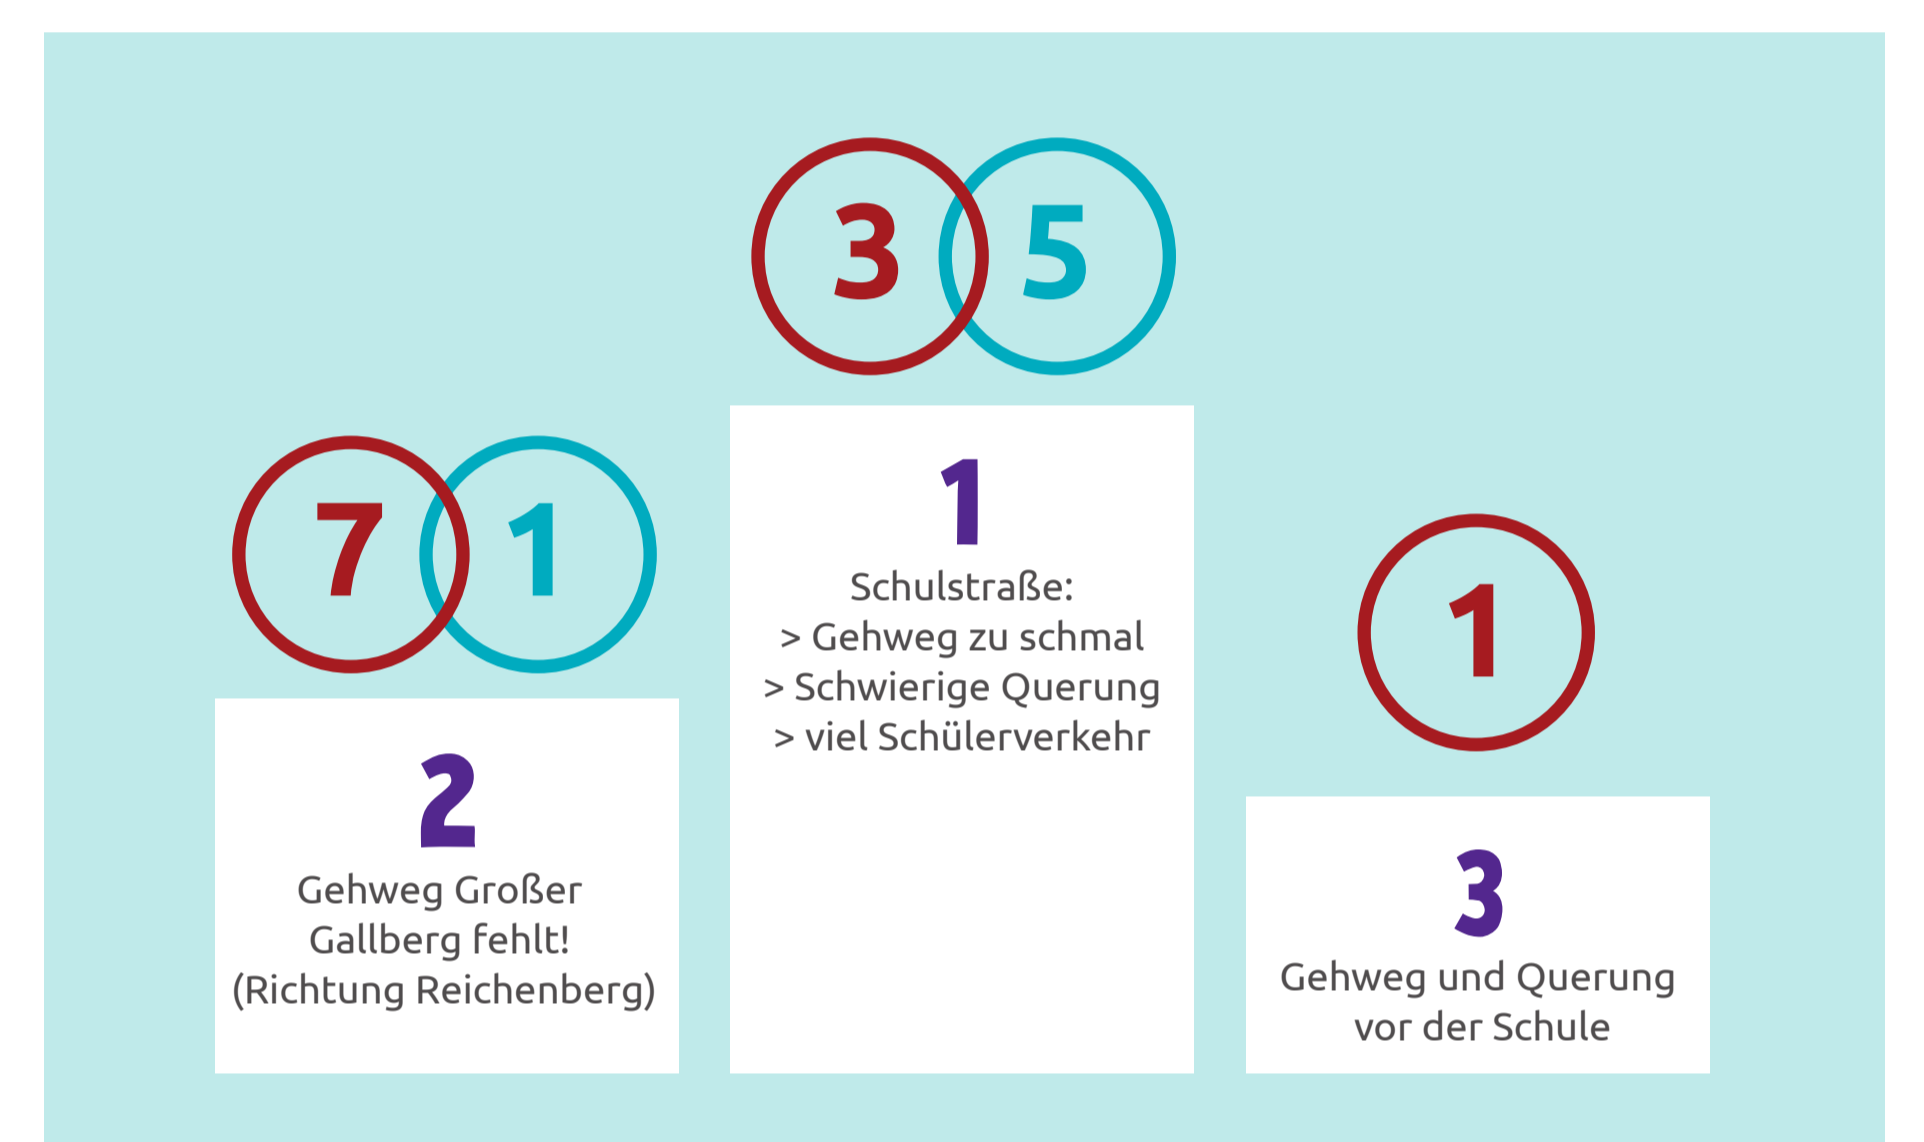 3 5
7 1
1
1
Schulstraße:
> Gehweg zu schmal
> Schwierige Querung
> viel Schülerverkehr
2
Gehweg Großer
Gallberg fehlt!
(Richtung Reichenberg)
3
Gehweg und Querung
vor der Schule